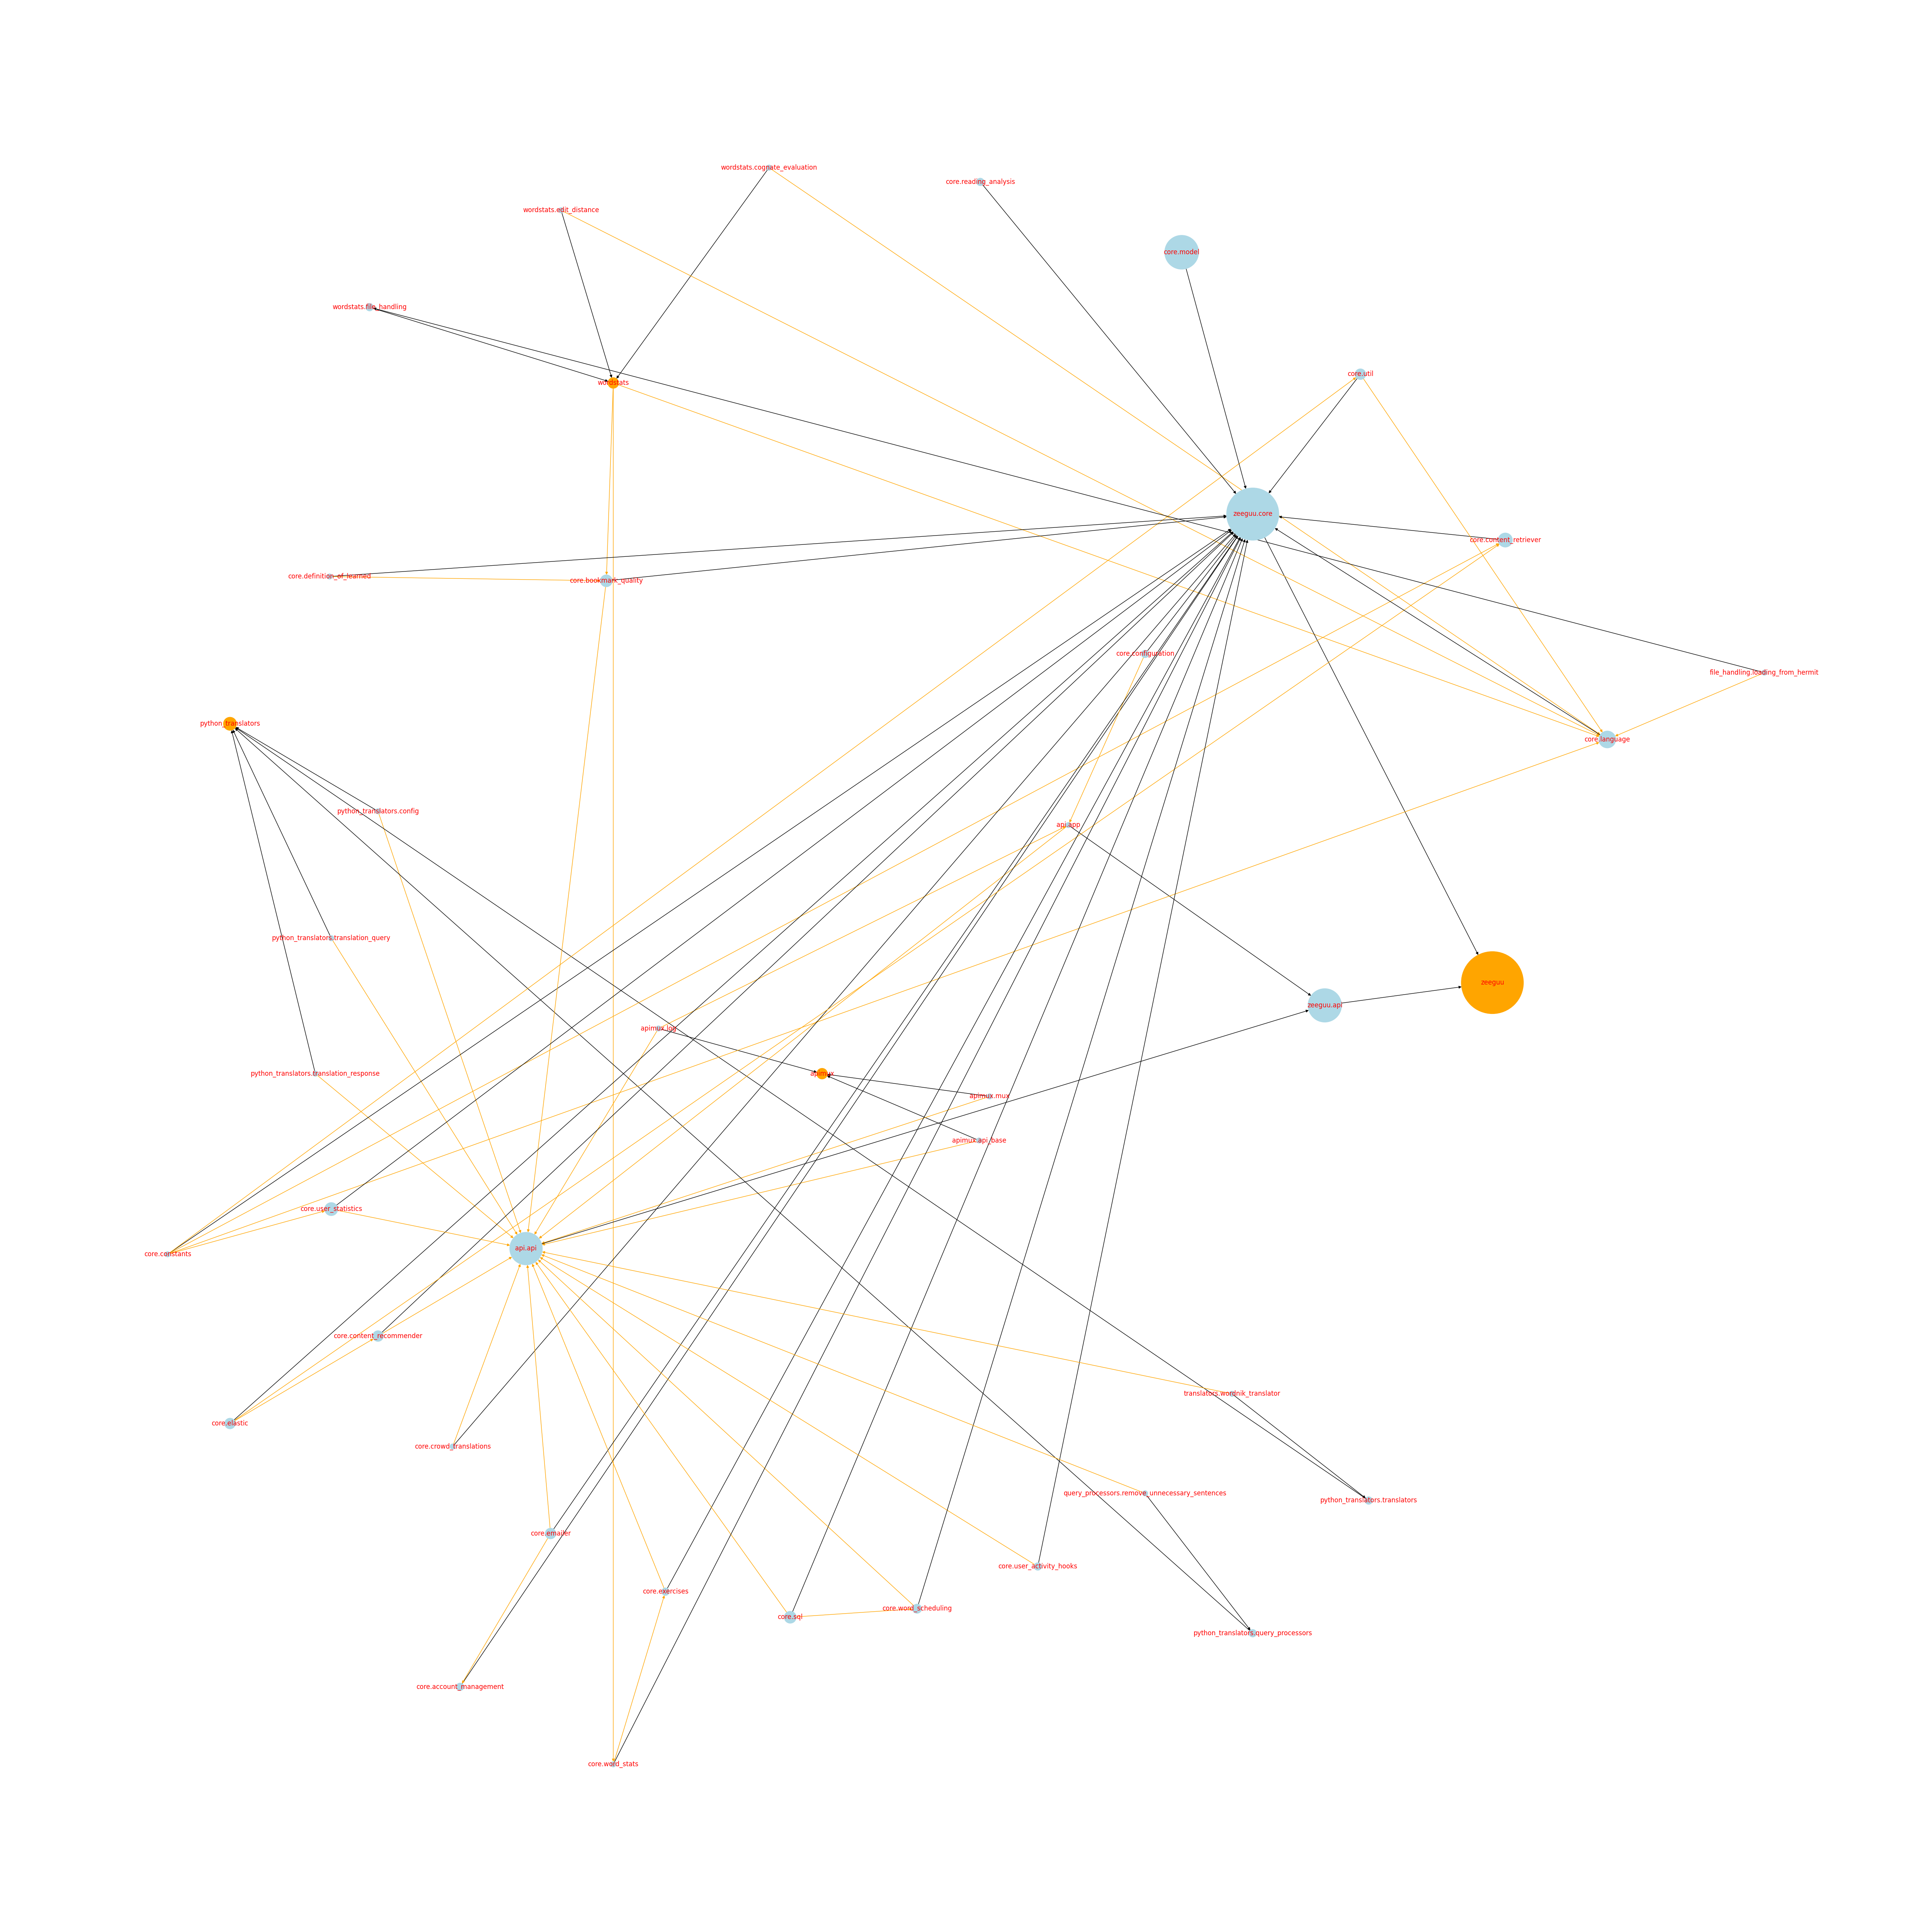 wordstats.cognate_evaluation
core.reading_analysis
wordstats.edit_distance
core.model
wordstats.file_handling
core.util
wordstats
zeeguu.core
core.content_retriever
core.definition_of_learned
core.bookmark_quality
core.configuration
file_handling.loading_from_hermit
python_translators
core.language
python_translators.config
api.app
python_translators.translation_query
zeeguu
zeeguu.api
apimux.log
python_translators.translation_response
apimux
apimux.mux
apimux.api_base
core.user_statistics
api.api
core.constants
core.content_recommender
translators.wordnik_translator
core.elastic
core.crowd_translations
query_processors.remove_unnecessary_sentences
python_translators.translators
core.emailer
core.user_activity_hooks
core.exercises
core.word_scheduling
core.sql
python_translators.query_processors
core.account_management
core.word_stats